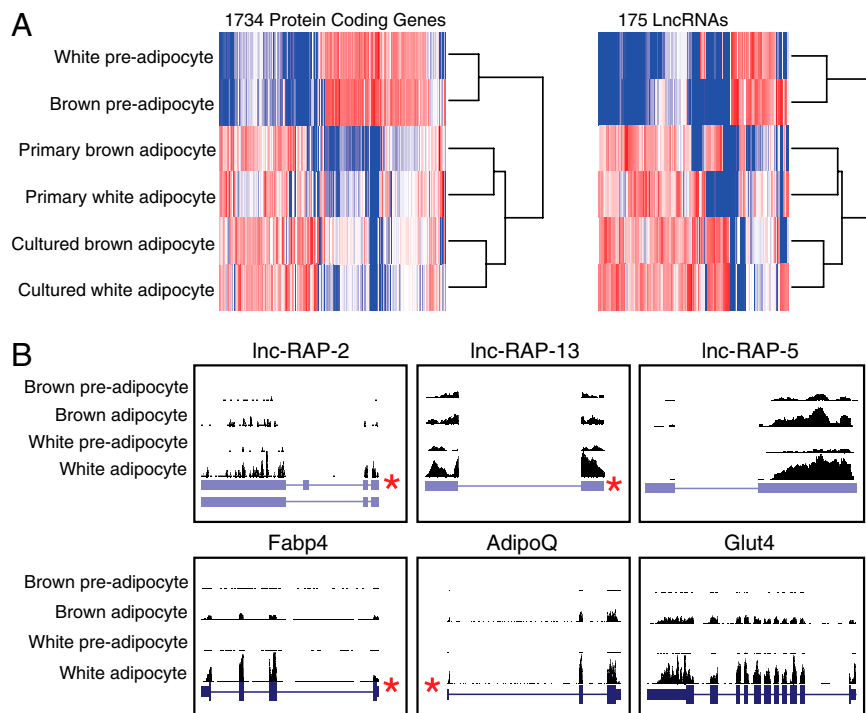 A
1734 Protein Coding Genes
175 LncRNAs
White pre-adipocyte
Brown pre-adipocyte
Primary brown adipocyte
Primary white adipocyte
Cultured brown adipocyte
Cultured white adipocyte
B
lnc-RAP-2
lnc-RAP-13
lnc-RAP-5
Brown pre-adipocyte
Brown adipocyte
White pre-adipocyte
White adipocyte
*
*
Fabp4
AdipoQ
Glut4
Brown pre-adipocyte
Brown adipocyte
White pre-adipocyte
White adipocyte
*
*